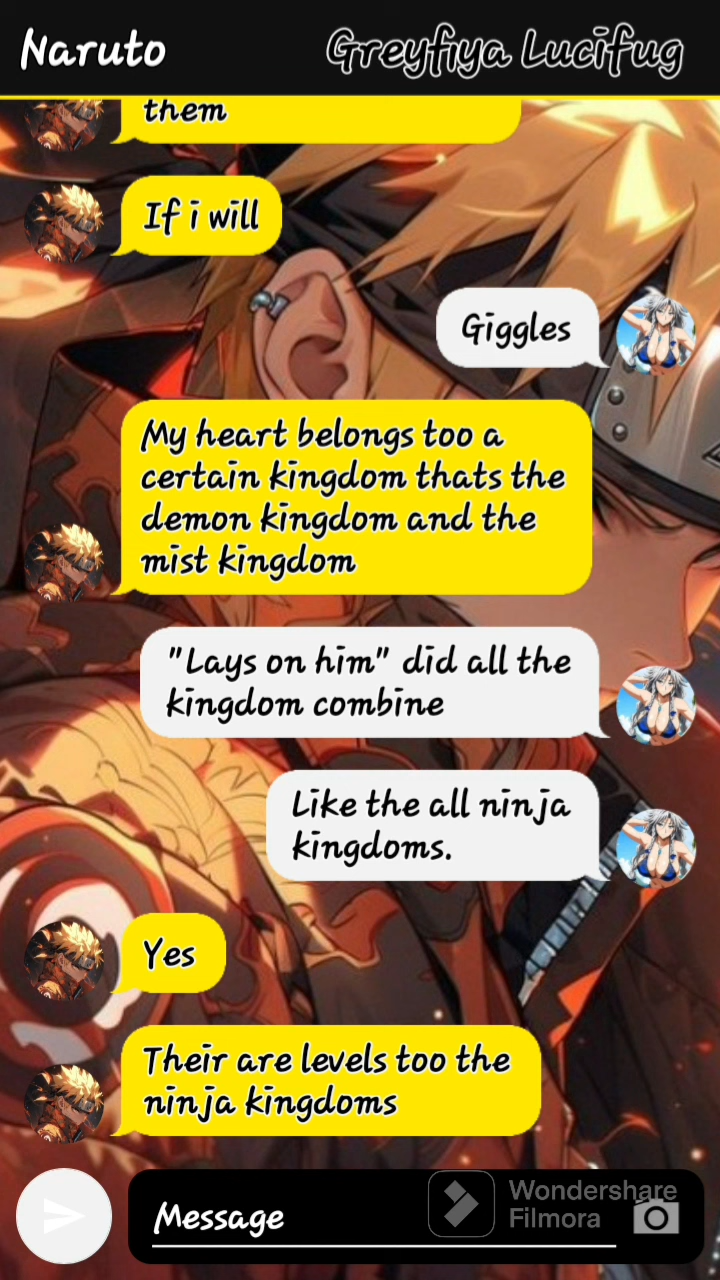 Naruto
Greyfiya Lucifug
them
If i will
Giggles
My heart belongs too a
certain kingdom thats the
demon kingdom and the
mist kingdom
"Lays on him" did all the
kingdom combine
Like the all ninja
kingdoms.
Yes
Their are levels too the
ninja kingdoms
Message
Wondershare
Filmora